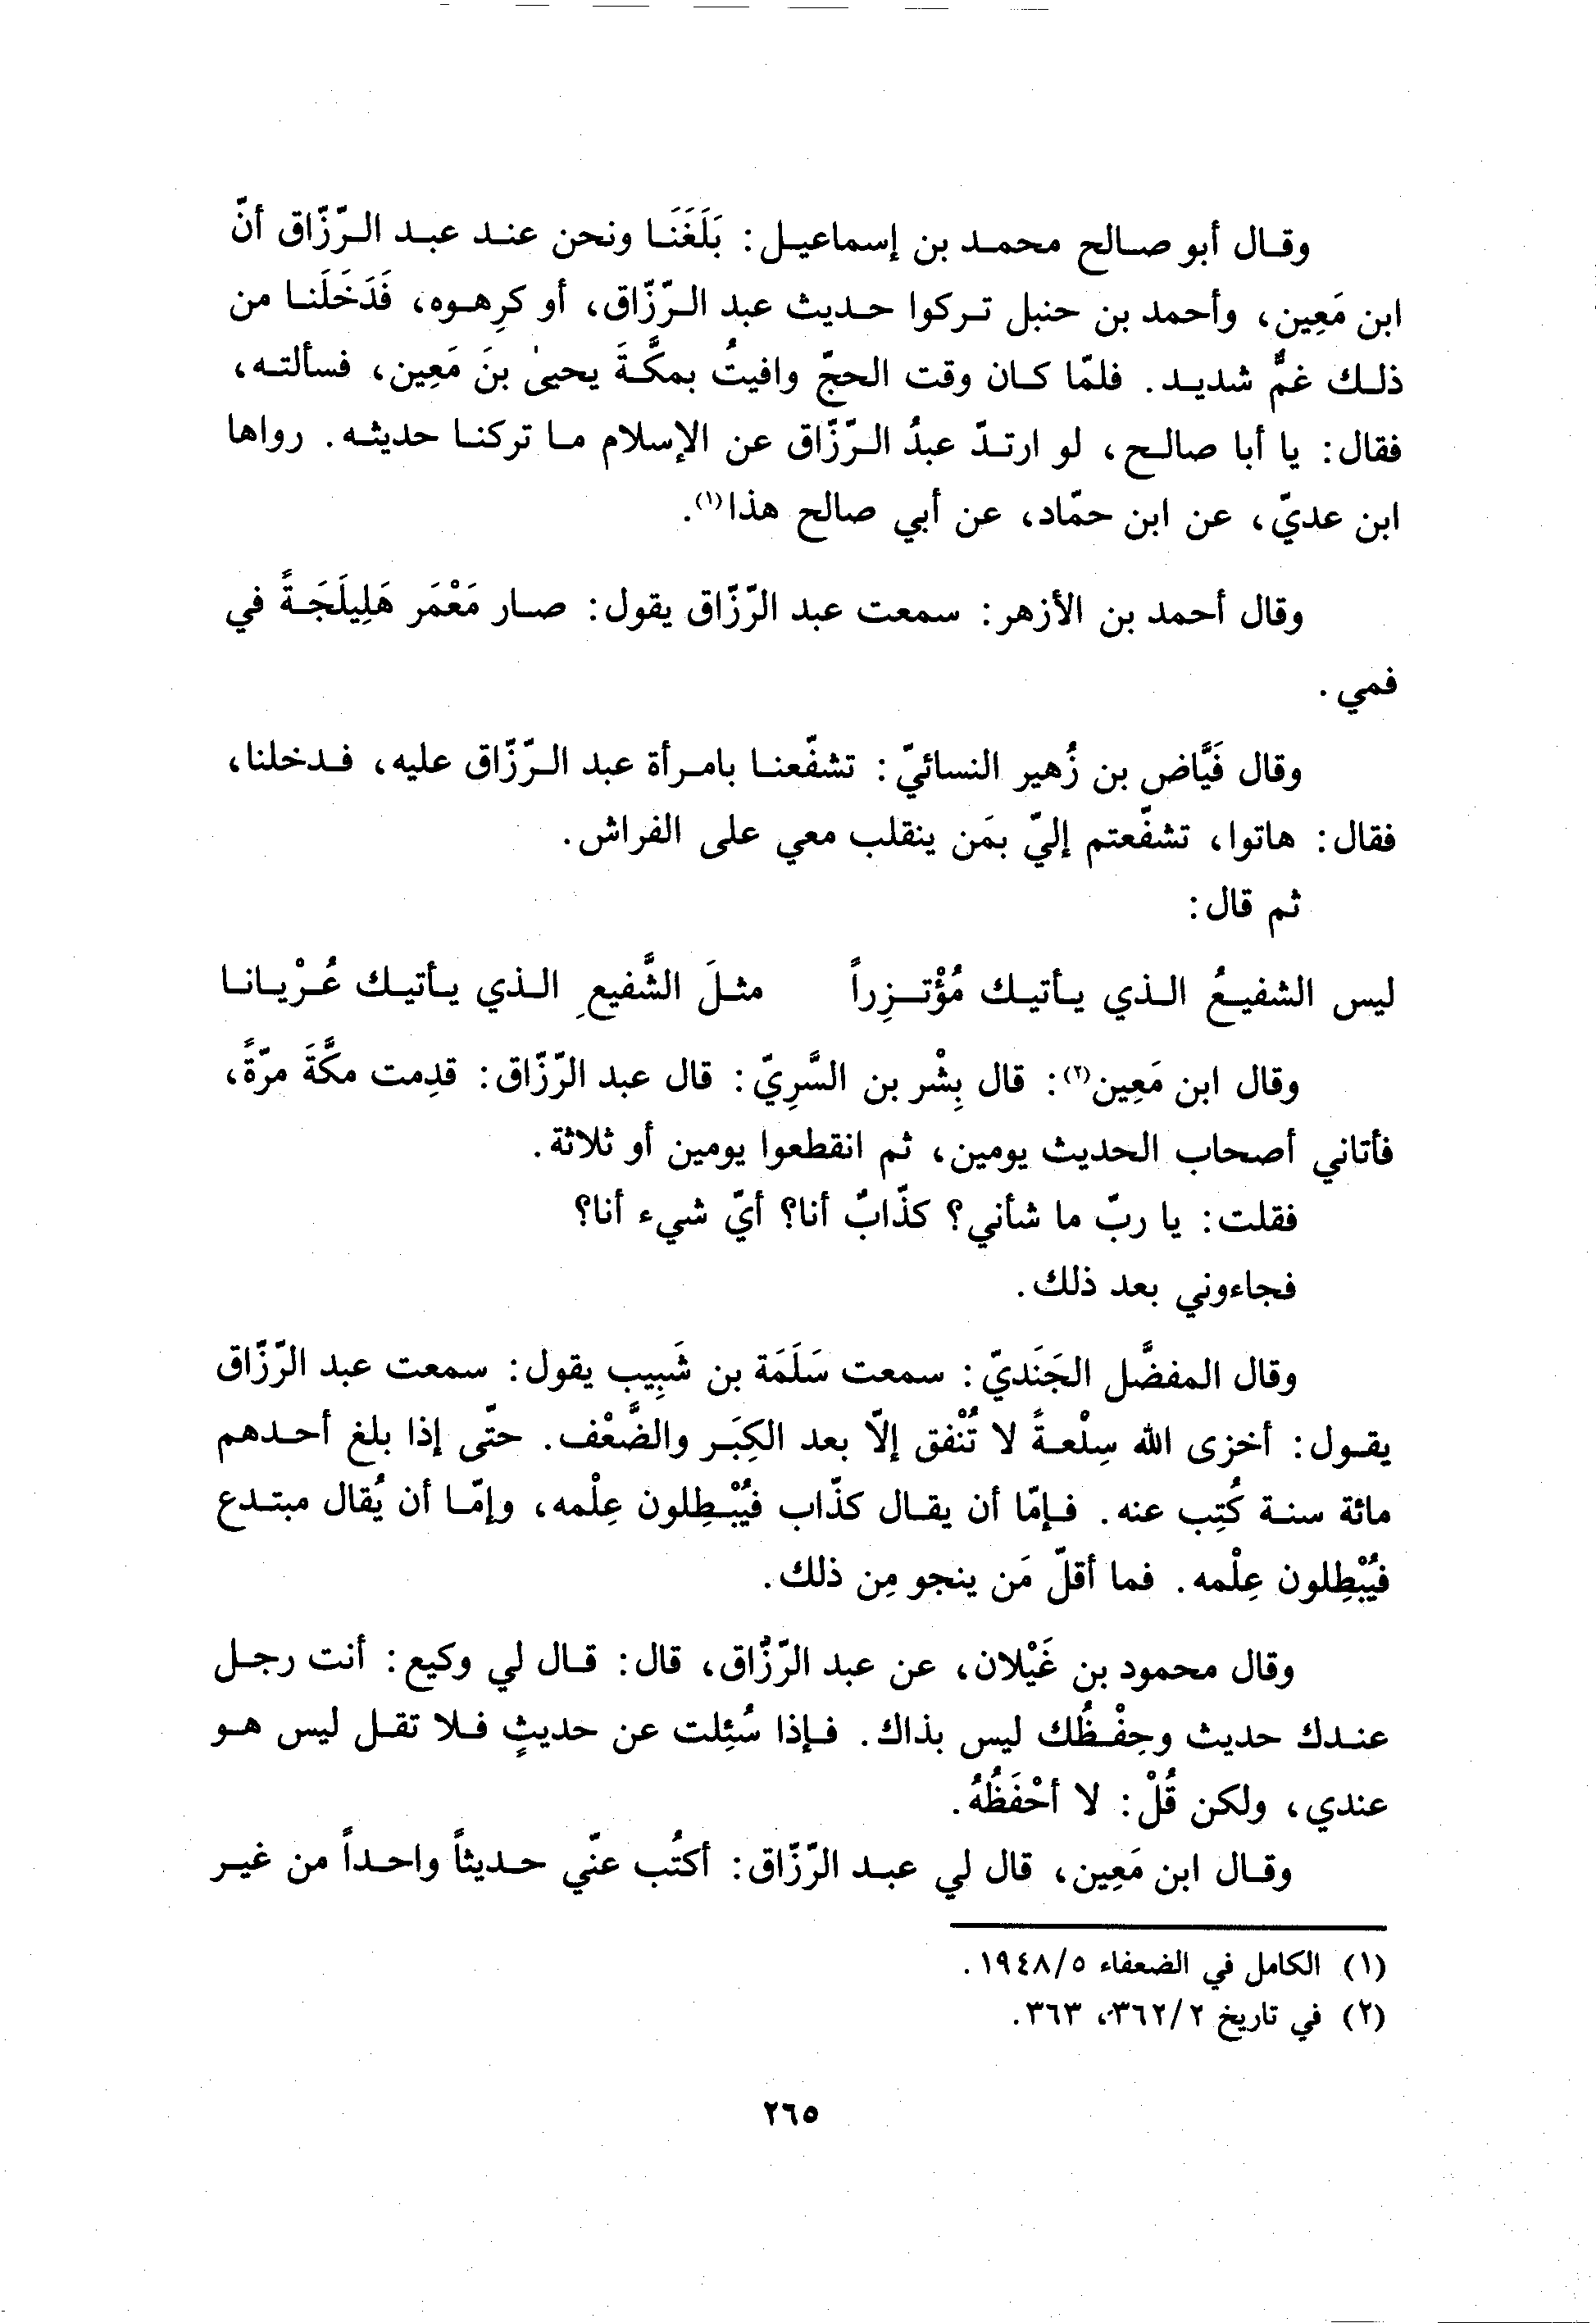 وقال أبو صالح محمد بن إسماعيل: بَلَغَنَا ونحن عند عبد الرّزّاق أنّ
ابن مَعِين، وأحمد بن حنبل تركوا حديث عبد الرّزّاق، أو كرِهوه، فَدَخَلَنا من
ذلك غمٌّ شديد. فلمّا كان وقت الحجّ وافيتُ بمكَّةَ يحيىٰ بنَ مَعِين، فسألته،
فقال: يا أبا صالح، لو ارتدّ عبدُ الرّزّاق عن الإسلام ما تركنا حديثه. رواها
ابن عديّ، عن ابن حمّاد، عن أبي صالح هذا(١).
وقال أحمد بن الأزهر: سمعت عبد الرّزّاق يقول: صار مَعْمَر هَلِيلَجَةً في
فمي.
وقال فَيَّاض بن زُهير النسائيّ: تشفّعنا بامرأة عبد الرّزّاق عليه، فدخلنا،
فقال: هاتوا، تشفّعتم إليّ بمَن ينقلب معي على الفراش.
ثم قال:
ليس الشفيعُ الذي يأتيك مُؤْتزِراً مثلَ الشَّفيعِ الذي يأتيك عُرْيانا
وقال ابن مَعِين(٢): قال بِشْر بن السَّرِيّ: قال عبد الرّزّاق: قدِمت مكَّةَ مرّةً،
فأتاني أصحاب الحديث يومين، ثم انقطعوا يومين أو ثلاثة.
فقلت: يا ربّ ما شأني؟ كذّابٌ أنا؟ أيّ شيء أنا؟
فجاءوني بعد ذلك.
وقال المفضَّل الجَنَديّ: سمعت سَلَمَة بن شَبِيب يقول: سمعت عبد الرّزّاق
يقول: أخزى الله سِلْعةً لا تُنْفق إلاّ بعد الكِبَر والضَّعْف. حتّى إذا بلغ أحدهم
مائة سنة كُتِب عنه. فإمّا أن يقال كذّاب فيُبْطِلون عِلْمه، وإمّا أن يُقال مبتدع
فيُبْطِلون عِلْمه. فما أقلّ مَن ينجو مِن ذلك.
وقال محمود بن غَيْلان، عن عبد الرّزّاق، قال: قال لي وكيع: أنت رجل
عندك حديث وحِفْظُك ليس بذاك. فإذا سُئِلت عن حديثٍ فلا تقل ليس هو
عندي، ولكن قُلْ: لا أحْفَظُهُ.
وقال ابن مَعِين، قال لي عبد الرّزّاق: أكتُب عنّي حديثاً واحداً من غير
(١) الكامل في الضعفاء ١٩٤٨/٥.
(٢) في تاريخ ٣٦٢/٢، ٣٦٣.
٢٦٥